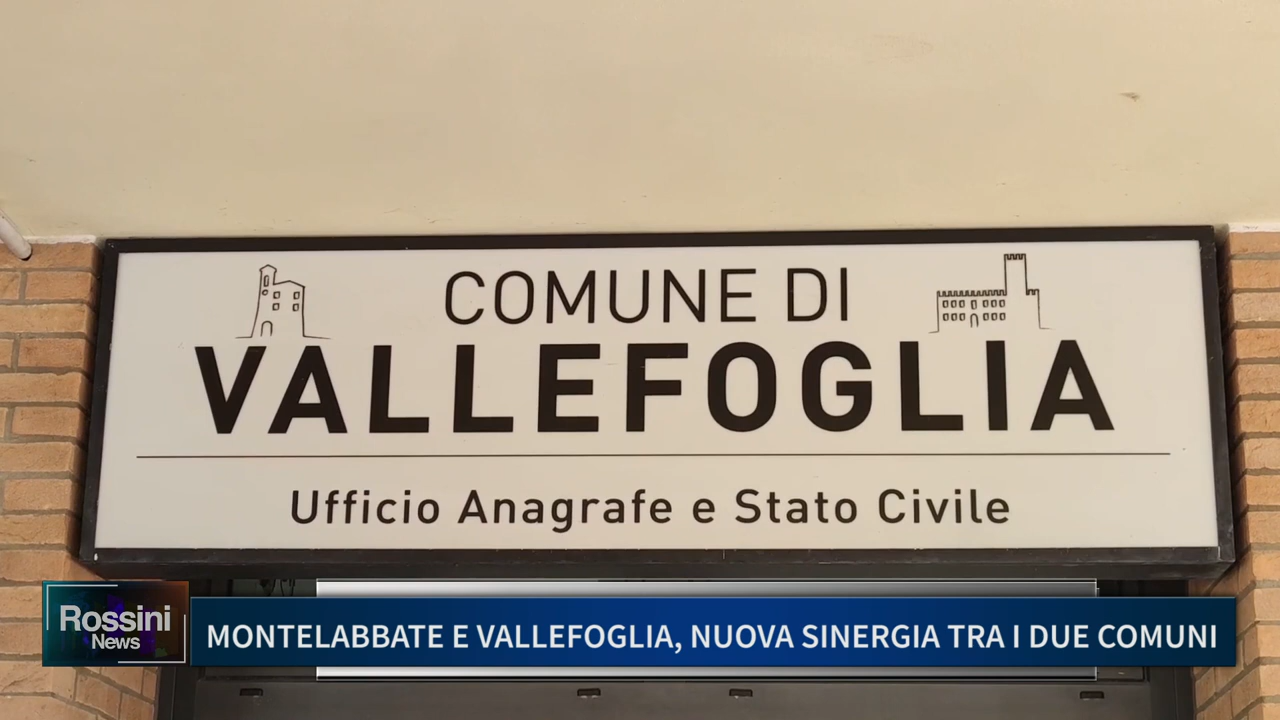 COMUNE DI
VALLEFOGLIA
Ufficio Anagrafe e Stato Civile
Rossini
News
MONTELABBATE E VALLEFOGLIA, NUOVA SINERGIA TRA I DUE COMUNI